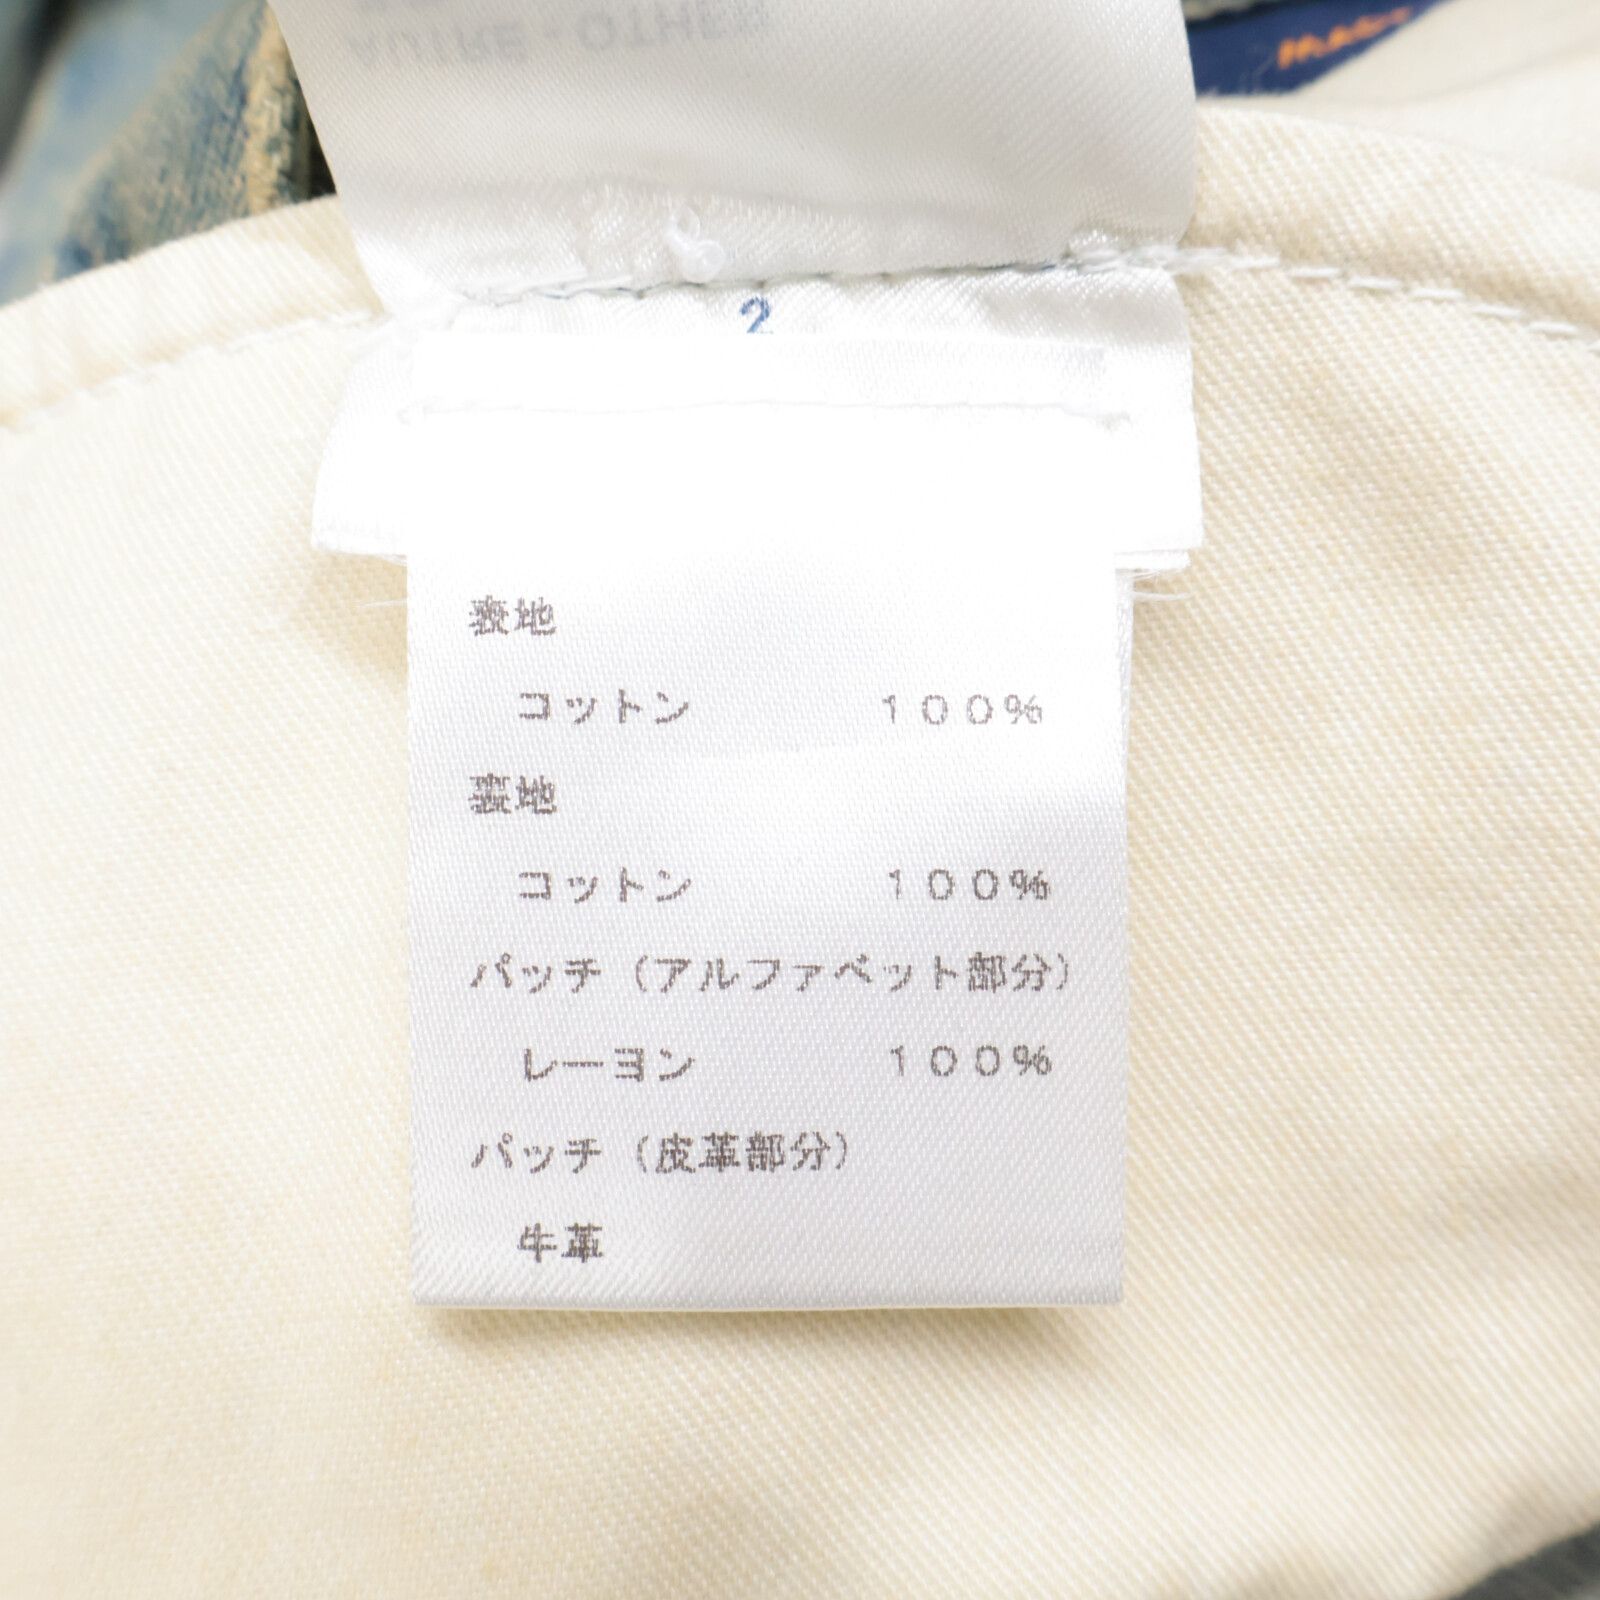 AUTRE - OTHER
2
表地
コットン 100%
裏地
コットン 100%
パッチ（アルファベット部分）
レーヨン 100%
パッチ（皮革部分）
牛革